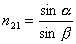 n₂₁ = sin α / sin β